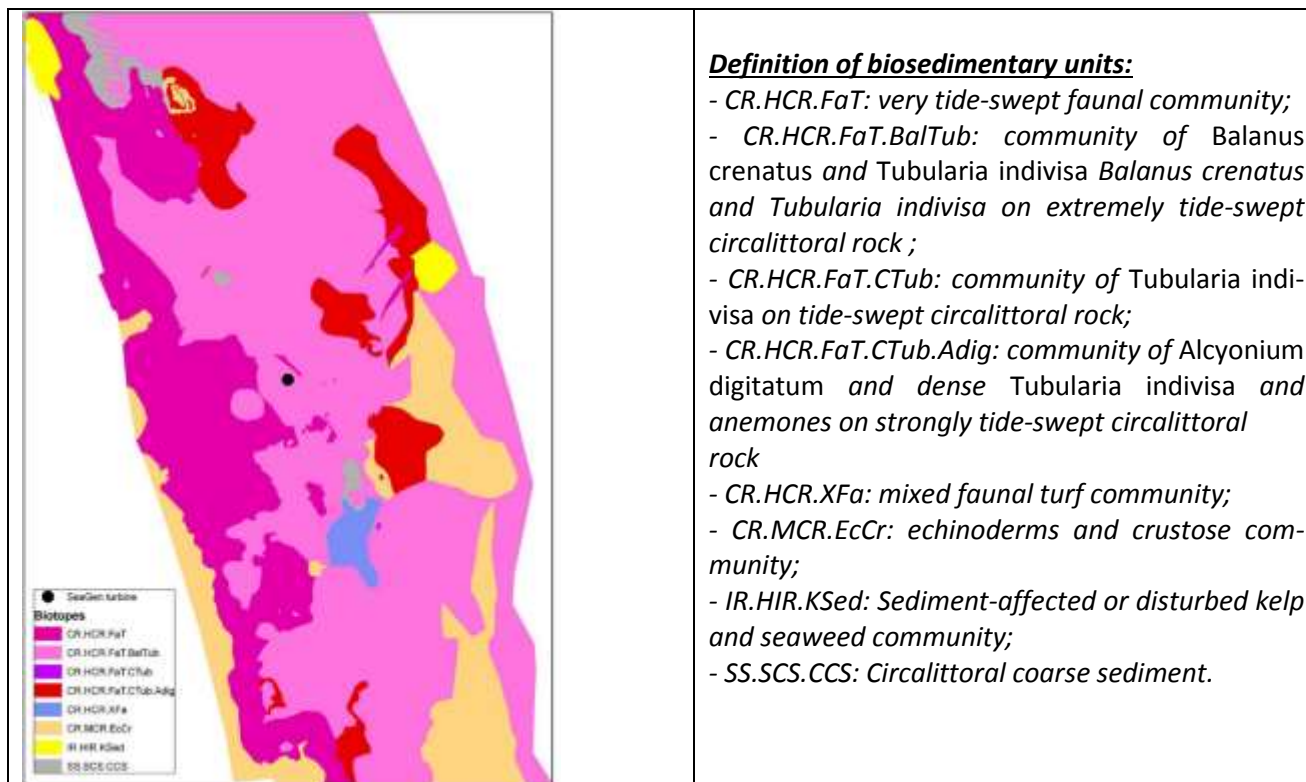 SeaGen turbine
Biotopes
CR.HCR.FaT
CR.HCR.FaT.BalTub
CR.HCR.FaT.CTub
CR.HCR.FaT.CTub.Adig
CR.HCR.XFa
CR.MCR.EcCr
IR.HIR.KSed
SS.SCS.CCS
Definition of biosedimentary units:
- CR.HCR.FaT: very tide-swept faunal community;
- CR.HCR.FaT.BalTub: community of Balanus
crenatus and Tubularia indivisa Balanus crenatus
and Tubularia indivisa on extremely tide-swept
circalittoral rock ;
- CR.HCR.FaT.CTub: community of Tubularia indi-
visa on tide-swept circalittoral rock;
- CR.HCR.FaT.CTub.Adig: community of Alcyonium
digitatum and dense Tubularia indivisa and
anemones on strongly tide-swept circalittoral
rock
- CR.HCR.XFa: mixed faunal turf community;
- CR.MCR.EcCr: echinoderms and crustose com-
munity;
- IR.HIR.KSed: Sediment-affected or disturbed kelp
and seaweed community;
- SS.SCS.CCS: Circalittoral coarse sediment.